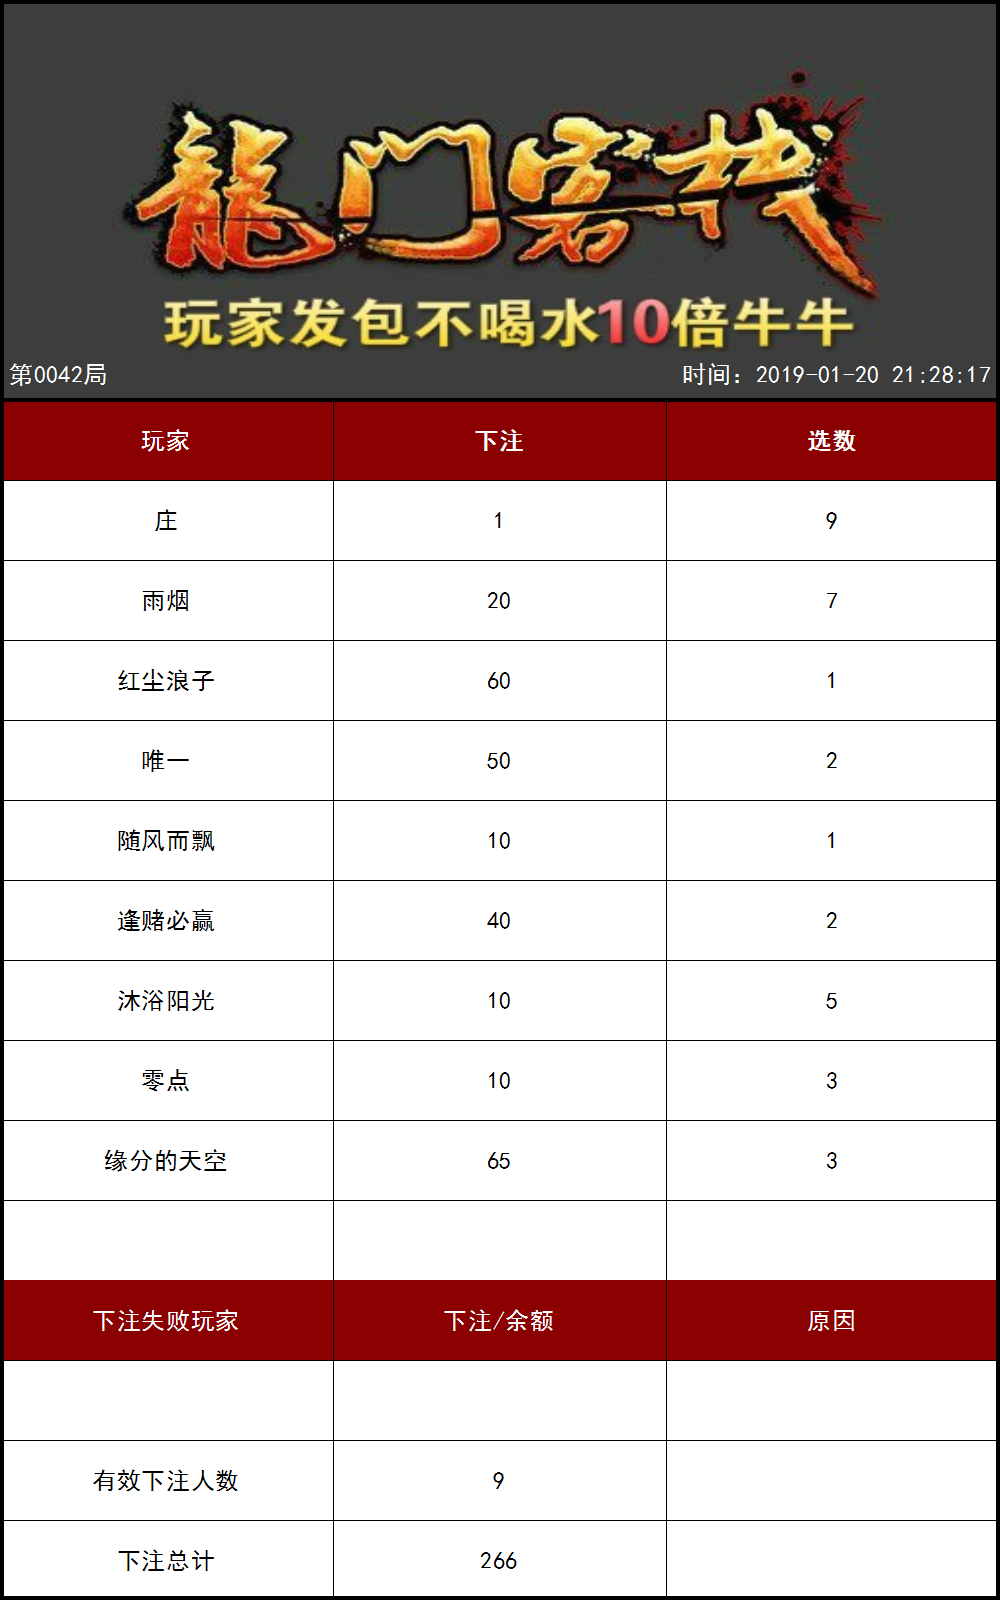 龍门客栈
玩家发包不喝水10倍牛牛
第0042局 时间：2019-01-20 21:28:17
玩家 下注 选数
庄 1 9
雨烟 20 7
红尘浪子 60 1
唯一 50 2
随风而飘 10 1
逢赌必赢 40 2
沐浴阳光 10 5
零点 10 3
缘分的天空 65 3
下注失败玩家 下注/余额 原因
有效下注人数 9
下注总计 266